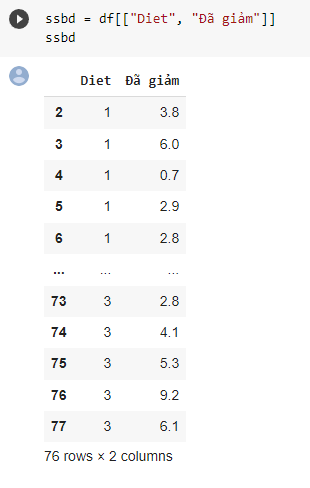 ssbd = df[["Diet", "Đã giảm"]]
ssbd
Diet Đã giảm
2 1 3.8
3 1 6.0
4 1 0.7
5 1 2.9
6 1 2.8
... ... ...
73 3 2.8
74 3 4.1
75 3 5.3
76 3 9.2
77 3 6.1
76 rows × 2 columns